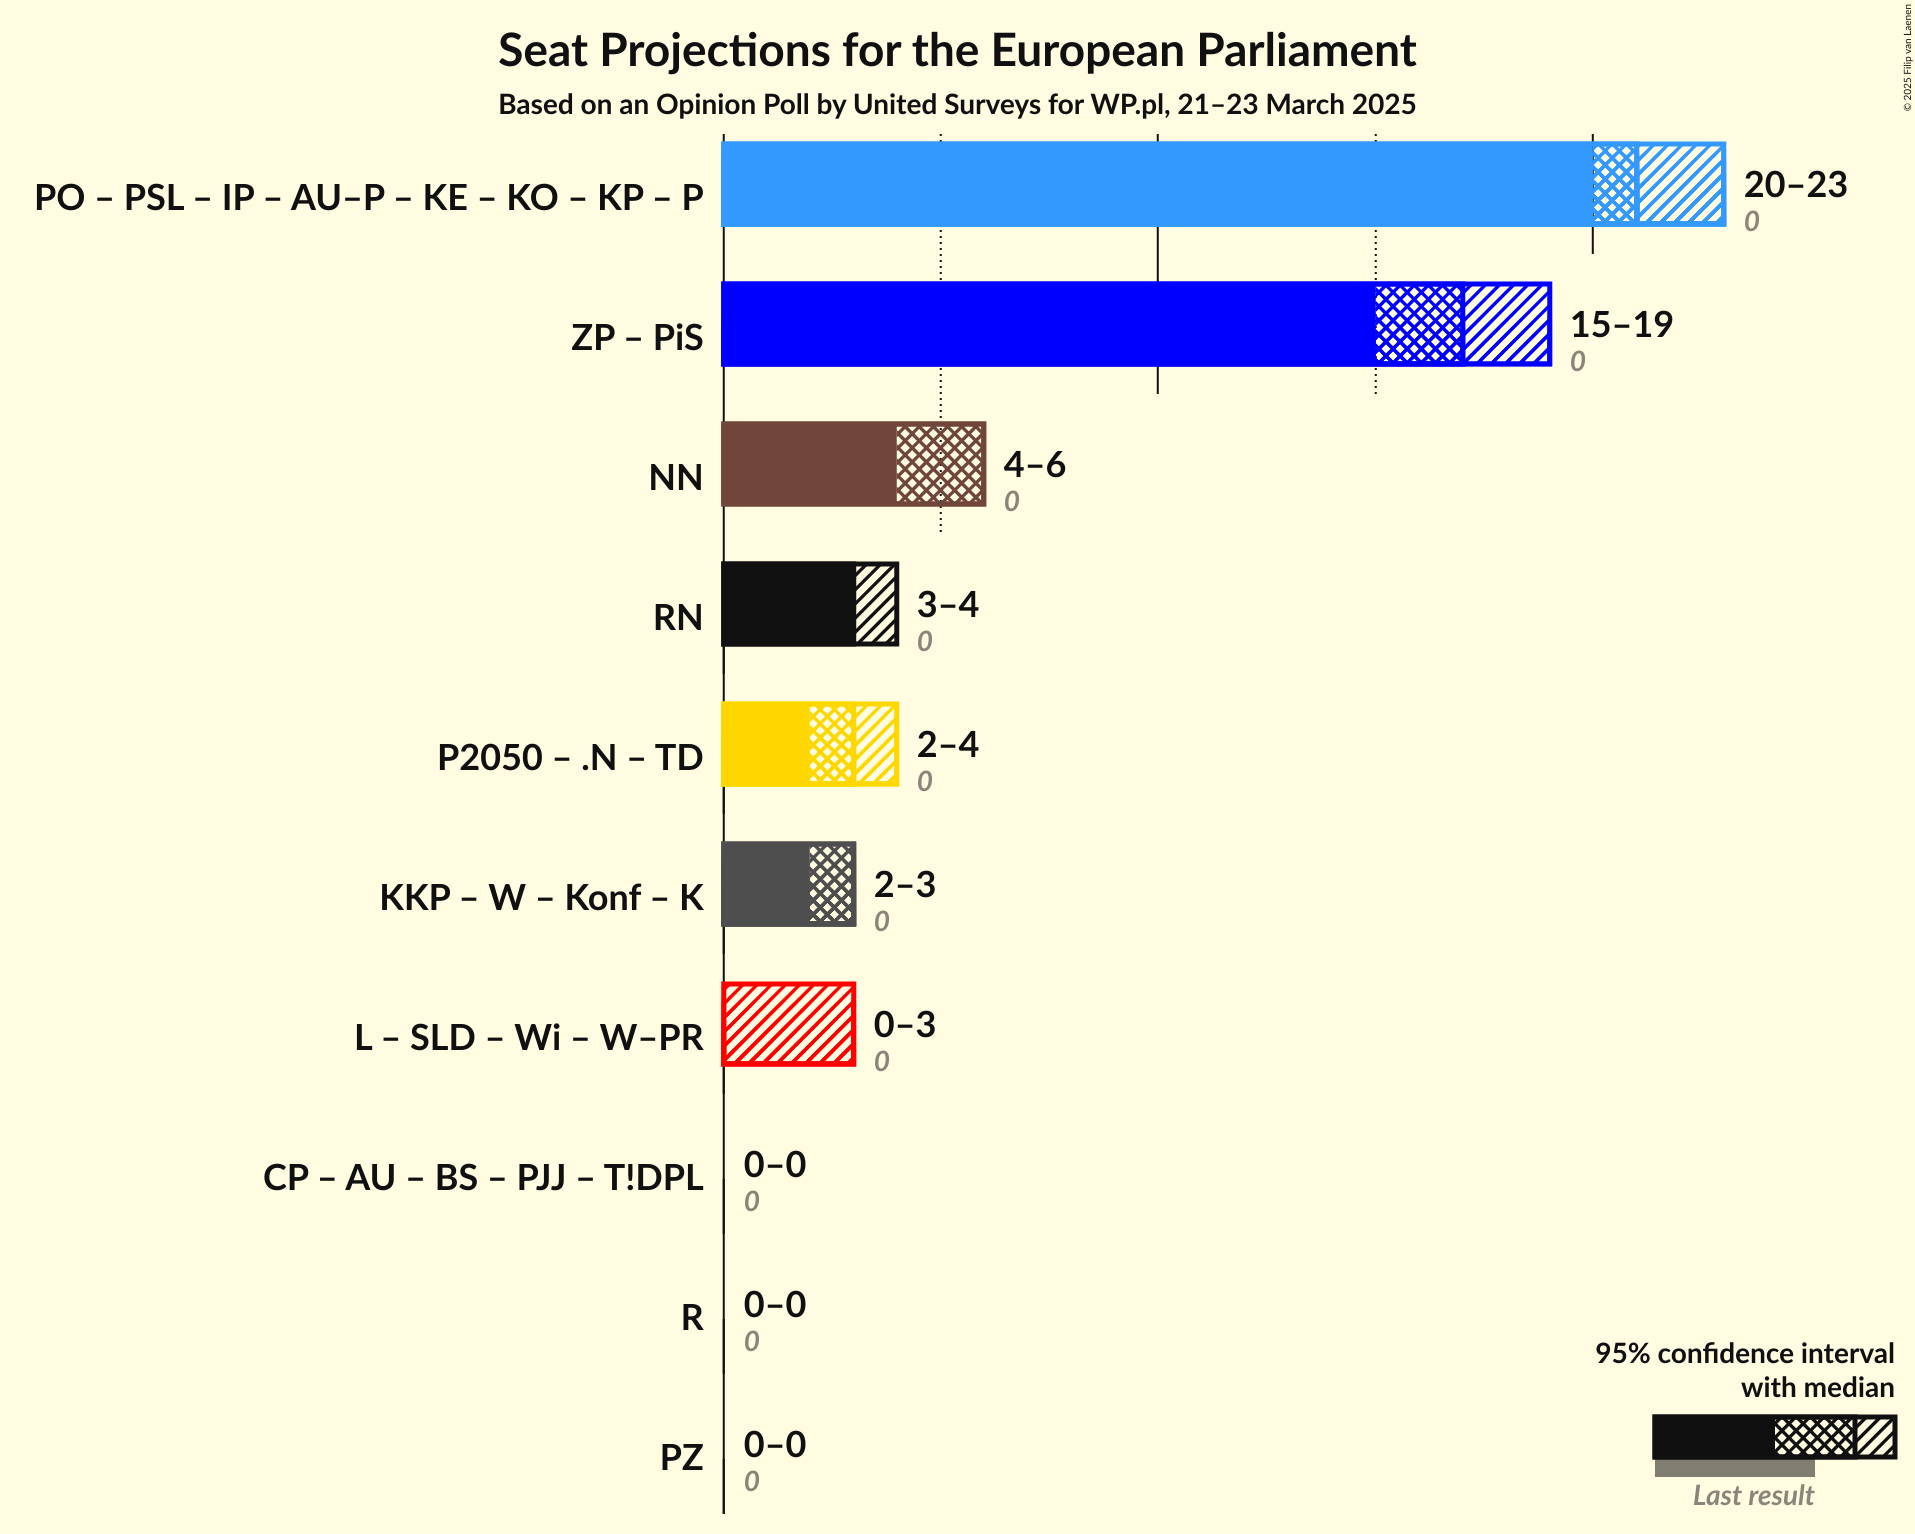 Seat Projections for the European Parliament
Based on an Opinion Poll by United Surveys for WP.pl, 21–23 March 2025
© 2025 Filip van Laenen
PO – PSL – IP – AU–P – KE – KO – KP – P
20–23
0
ZP – PiS
15–19
0
NN
4–6
0
RN
3–4
0
P2050 – .N – TD
2–4
0
KKP – W – Konf – K
2–3
0
L – SLD – Wi – W–PR
0–3
0
CP – AU – BS – PJJ – T!DPL
0–0
0
R
0–0
0
PZ
0–0
0
95% confidence interval
with median
Last result